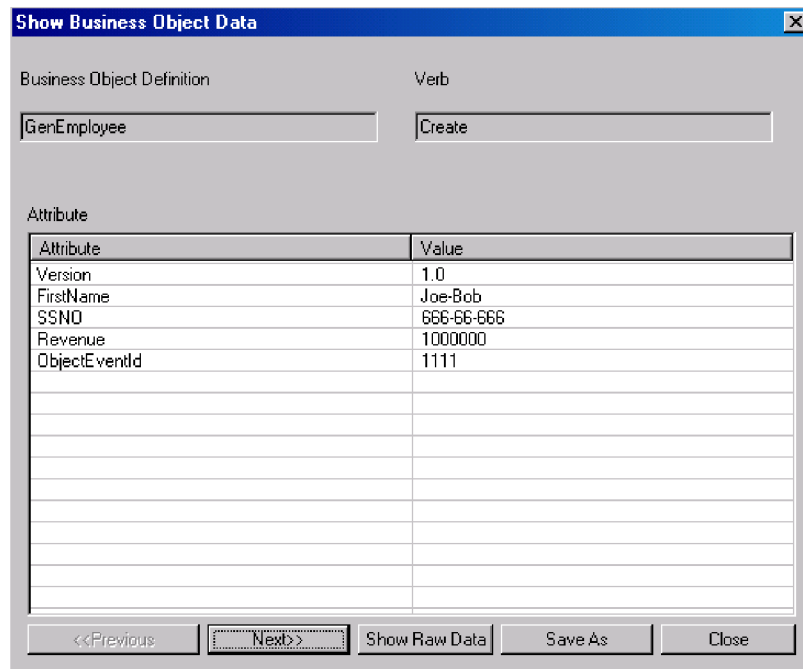 Show Business Object Data
Business Object Definition Verb
GenEmployee Create
Attribute
Attribute Value
Version 1.0
FirstName Joe-Bob
SSNO 666-66-666
Revenue 1000000
ObjectEventId 1111
<<Previous Next>> Show Raw Data Save As Close